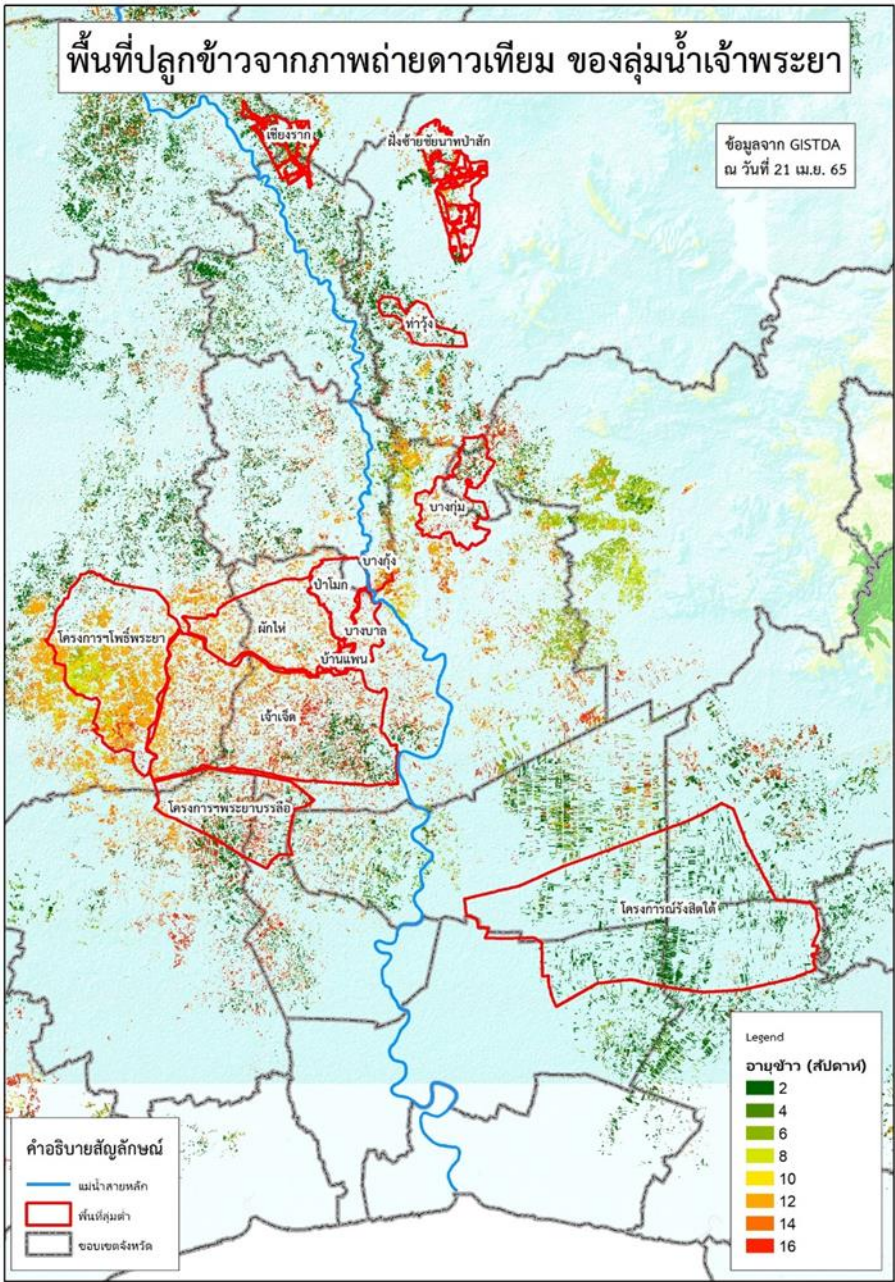 พื้นที่ปลูกข้าวจากภาพถ่ายดาวเทียม ของลุ่มน้ำเจ้าพระยา
ข้อมูลจาก GISTDA
ณ วันที่ 21 เม.ย. 65
เชียงราก
ฝั่งซ้ายชัยนาทป่าสัก
ท่าวุ้ง
บางกุ่ม
บางกุ้ง
ป่าโมก
ผักไห่
บางบาล
โครงการฯโพธิ์พระยา
บ้านแพน
เจ้าเจ็ด
โครงการฯพระยาบรรลือ
โครงการณ์รังสิตใต้
Legend
อายุข้าว (สัปดาห์)
2
4
6
8
10
12
14
16
คำอธิบายสัญลักษณ์
แม่น้ำสายหลัก
พื้นที่ลุ่มต่ำ
ขอบเขตจังหวัด